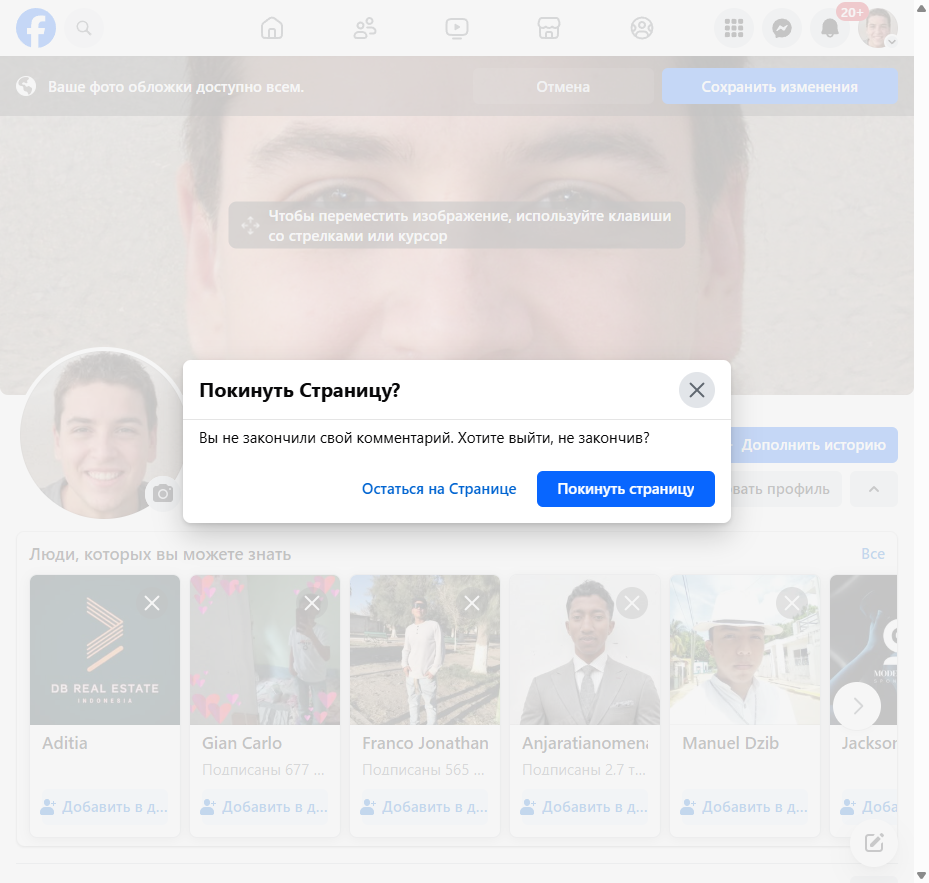 20+
Ваше фото обложки доступно всем.
Отмена
Сохранить изменения
Чтобы переместить изображение, используйте клавиши
со стрелками или курсор
Покинуть Страницу?
Вы не закончили свой комментарий. Хотите выйти, не закончив?
Остаться на Странице
Покинуть страницу
Дополнить историю
профиль
Люди, которых вы можете знать
Все
DB REAL ESTATE
INDONESIA
Aditia
Gian Carlo
Franco Jonathan
Anjaratianomena
Manuel Dzib
Jackson
Подписаны 677 ...
Подписаны 565 ...
Подписаны 2.7 т...
Добавить в д...
Добавить в д...
Добавить в д...
Добавить в д...
Добавить в д...
Доба